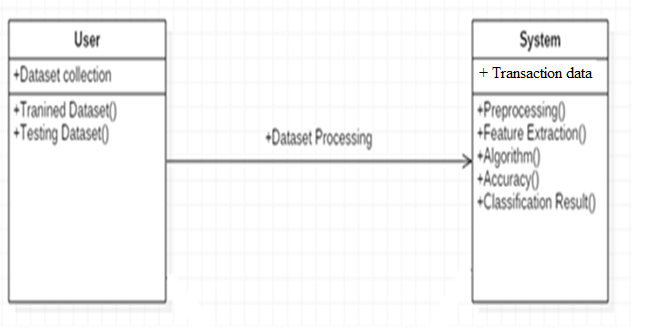 User
+Dataset collection
+Tranined Dataset()
+Testing Dataset()
+Dataset Processing
System
+ Transaction data
+Preprocessing()
+Feature Extraction()
+Algorithm()
+Accuracy()
+Classification Result()